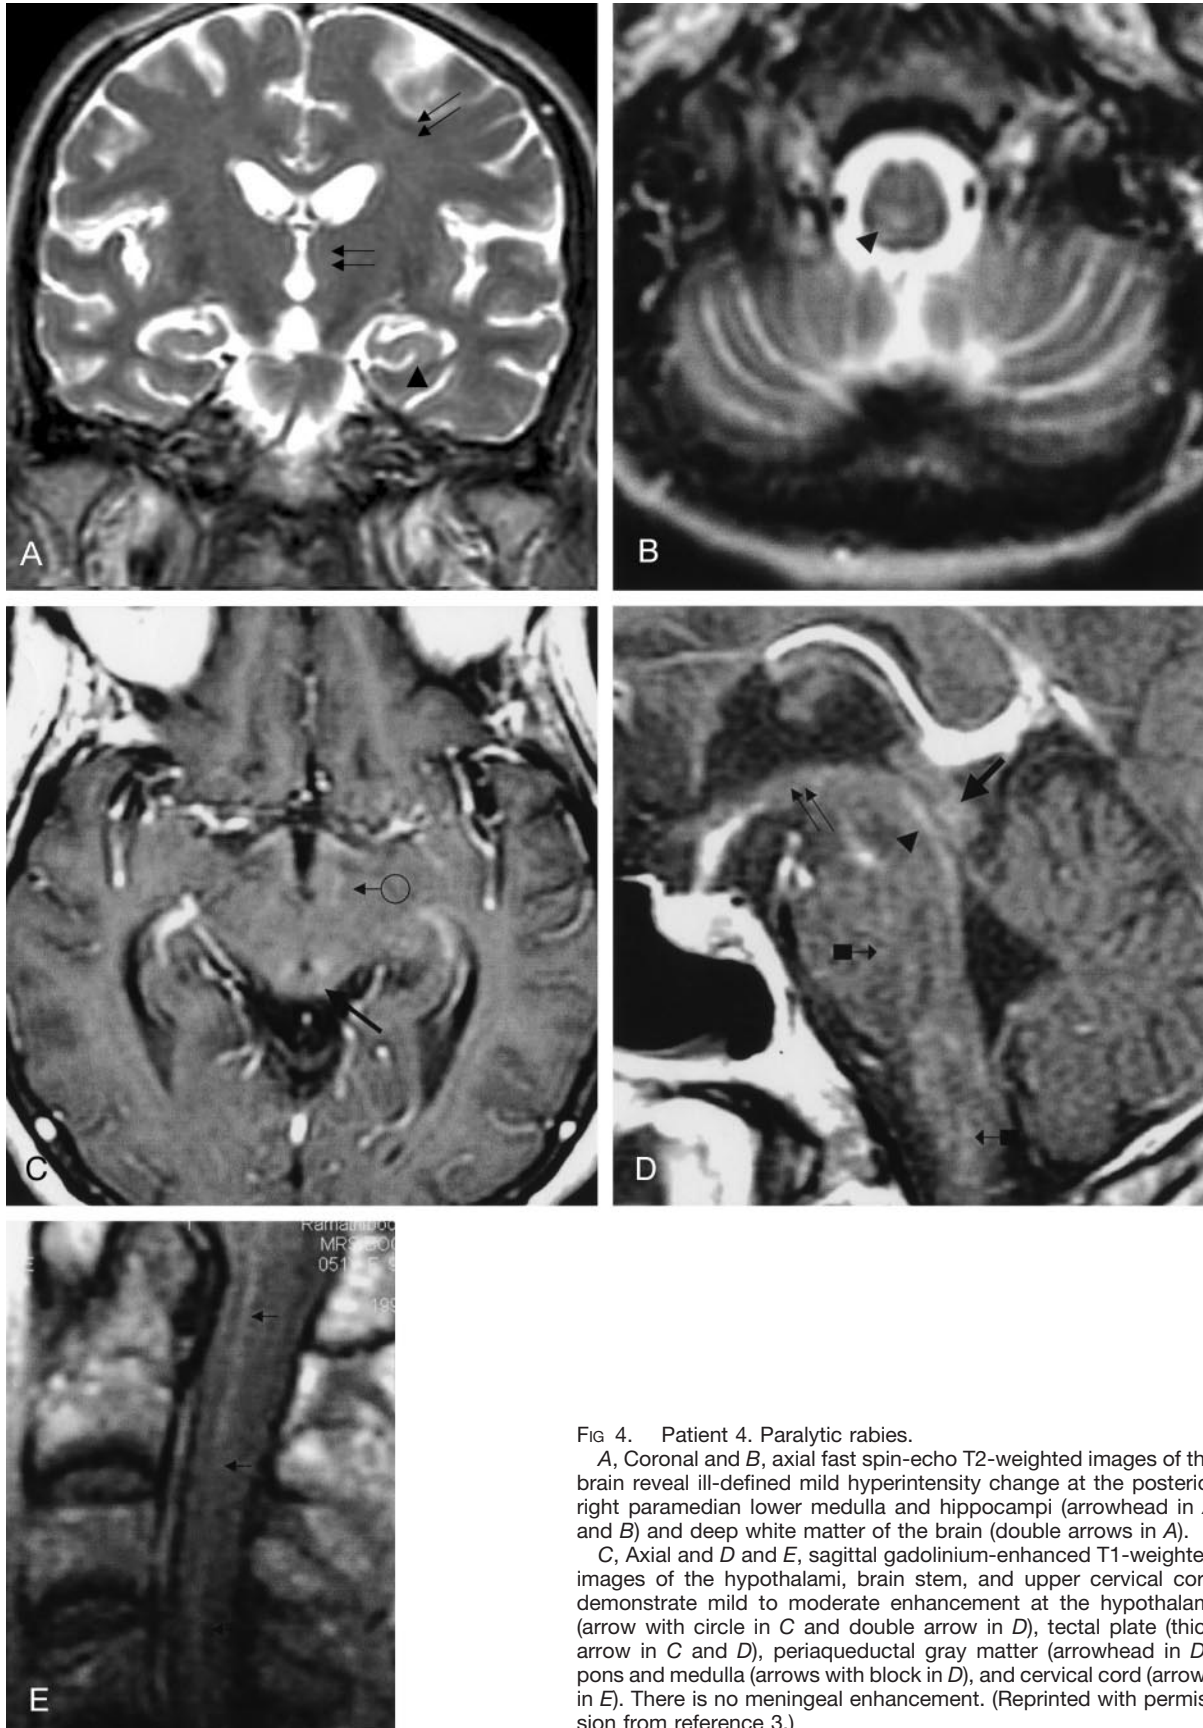 A
B
C
D
E
1
Ramathiboo
MRS BOO
051
E
199
FIG 4. Patient 4. Paralytic rabies.
A, Coronal and B, axial fast spin-echo T2-weighted images of th
brain reveal ill-defined mild hyperintensity change at the posterio
right paramedian lower medulla and hippocampi (arrowhead in
and B) and deep white matter of the brain (double arrows in A).
C, Axial and D and E, sagittal gadolinium-enhanced T1-weighte
images of the hypothalami, brain stem, and upper cervical cor
demonstrate mild to moderate enhancement at the hypothalam
(arrow with circle in C and double arrow in D), tectal plate (thic
arrow in C and D), periaqueductal gray matter (arrowhead in D
pons and medulla (arrows with block in D), and cervical cord (arrow
in E). There is no meningeal enhancement. (Reprinted with permis
sion from reference 3.)